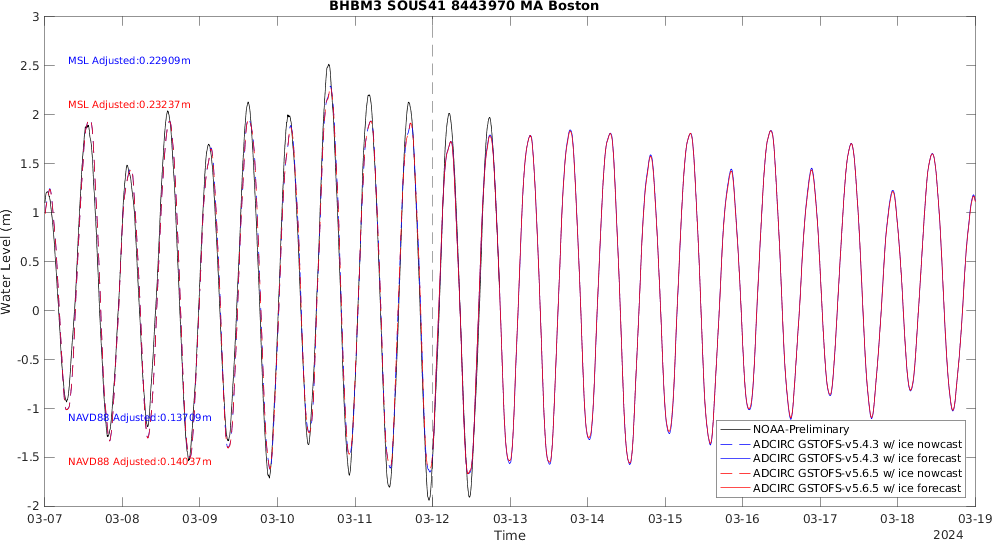 BHBM3 SOUS41 8443970 MA Boston
3
2.5
2
1.5
1
0.5
0
-0.5
-1
-1.5
-2
Water Level (m)
MSL Adjusted:0.22909m
MSL Adjusted:0.23237m
NAVD88 Adjusted:0.13709m
NAVD88 Adjusted:0.14037m
NOAA-Preliminary
ADCIRC GSTOFS-v5.4.3 w/ ice nowcast
ADCIRC GSTOFS-v5.4.3 w/ ice forecast
ADCIRC GSTOFS-v5.6.5 w/ ice nowcast
ADCIRC GSTOFS-v5.6.5 w/ ice forecast
03-07 03-08 03-09 03-10 03-11 03-12 03-13 03-14 03-15 03-16 03-17 03-18 03-19
Time
2024